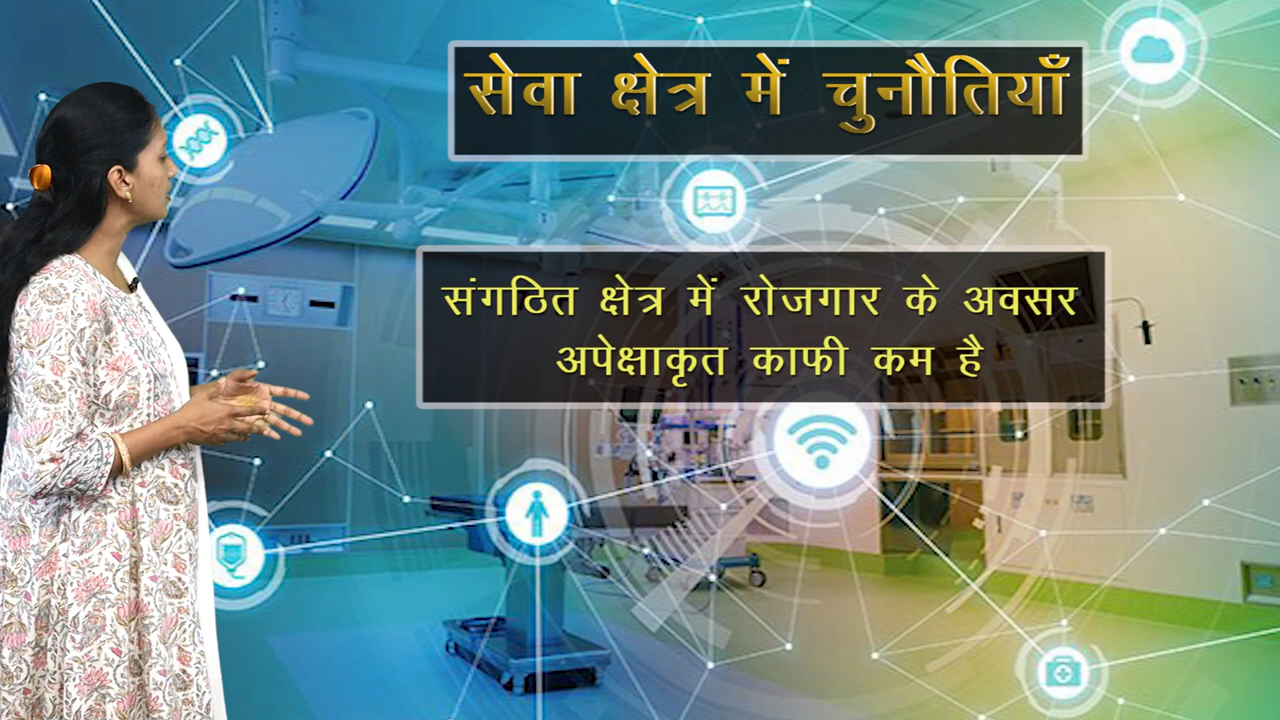 सेवा क्षेत्र में चुनौतियाँ
संगठित क्षेत्र में रोजगार के अवसर
अपेक्षाकृत काफी कम है